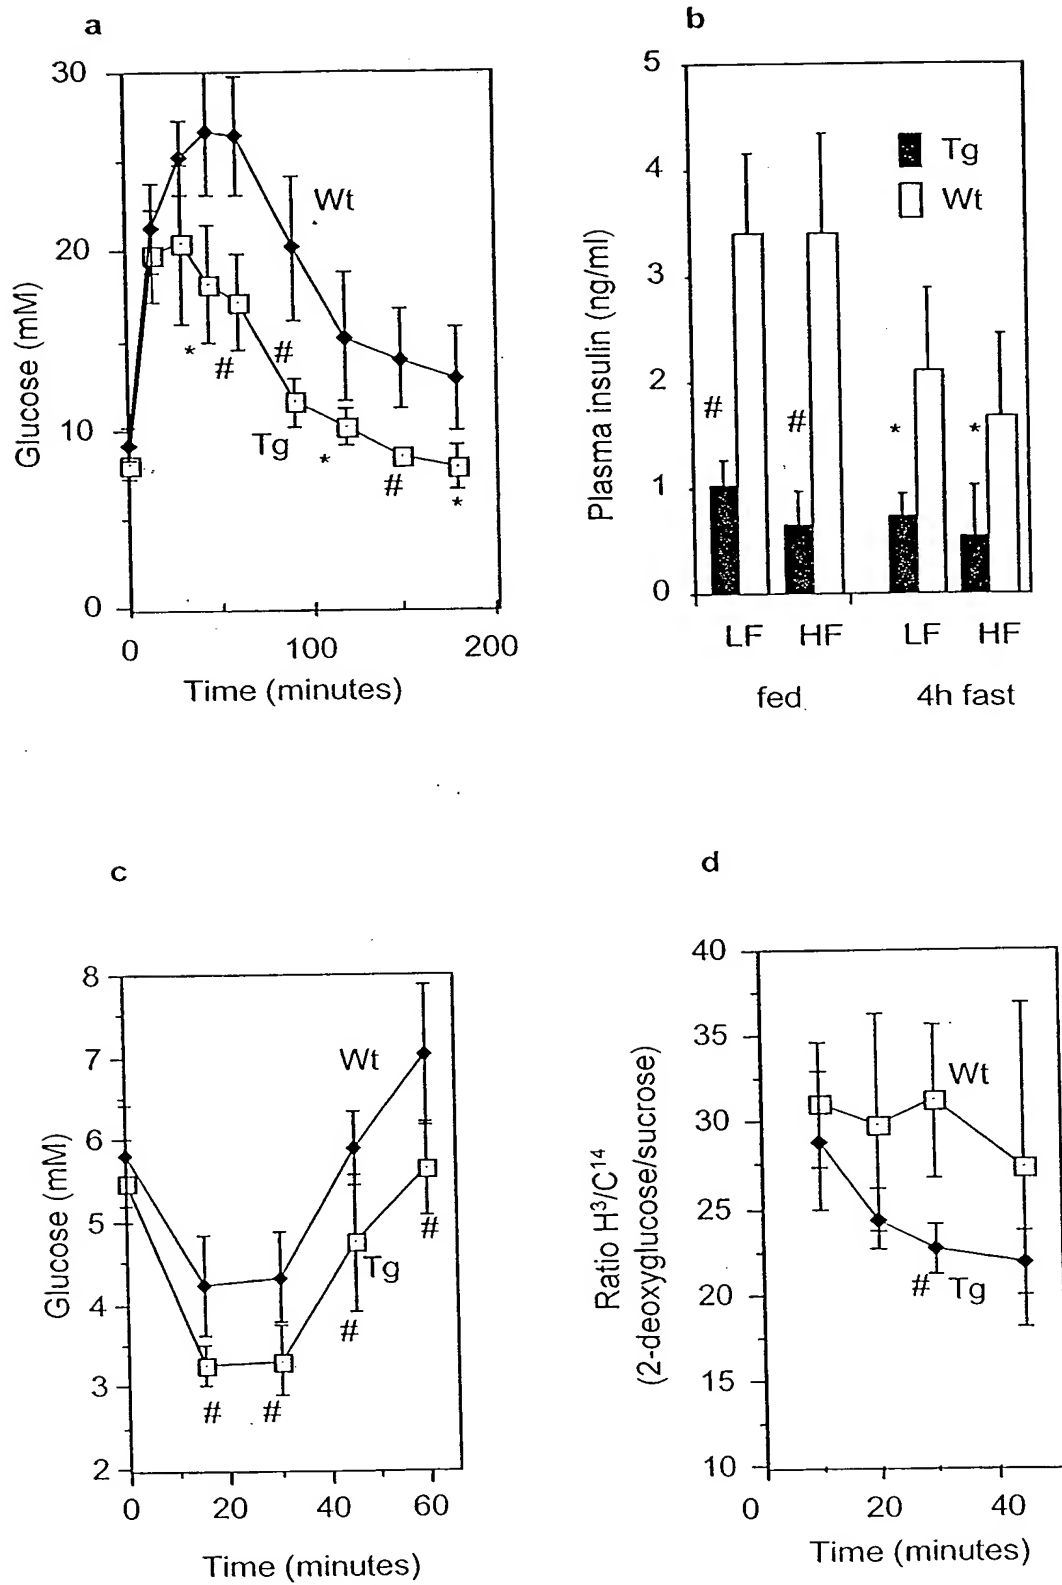 a
30
20
10
0
Glucose (mM)
Wt
Tg
*
#
#
*
#
*
0
100
200
Time (minutes)
b
5
4
3
2
1
0
Plasma insulin (ng/ml)
Tg
Wt
#
#
*
*
LF
HF
LF
HF
fed
4h fast
c
8
7
6
5
4
3
2
Glucose (mM)
Wt
Tg
#
#
#
#
0
20
40
60
Time (minutes)
d
40
35
30
25
20
15
10
Ratio H³/C¹⁴
(2-deoxyglucose/sucrose)
Wt
# Tg
0
20
40
Time (minutes)